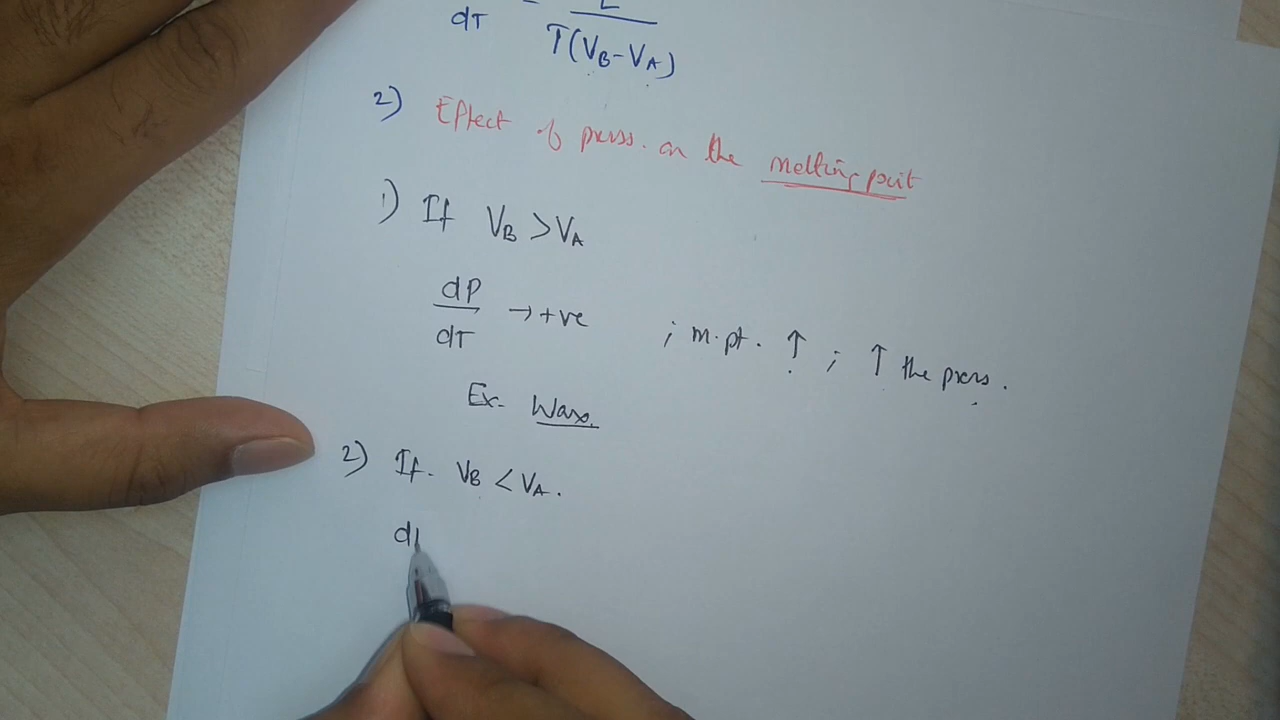 dT = L / T(VB-VA)
2) Effect of press. on the melting point
1) If VB > VA
dP/dT → +ve ; m.pt. ↑ ; ↑ the press.
Ex- Wax.
2) If- VB < VA.
dP